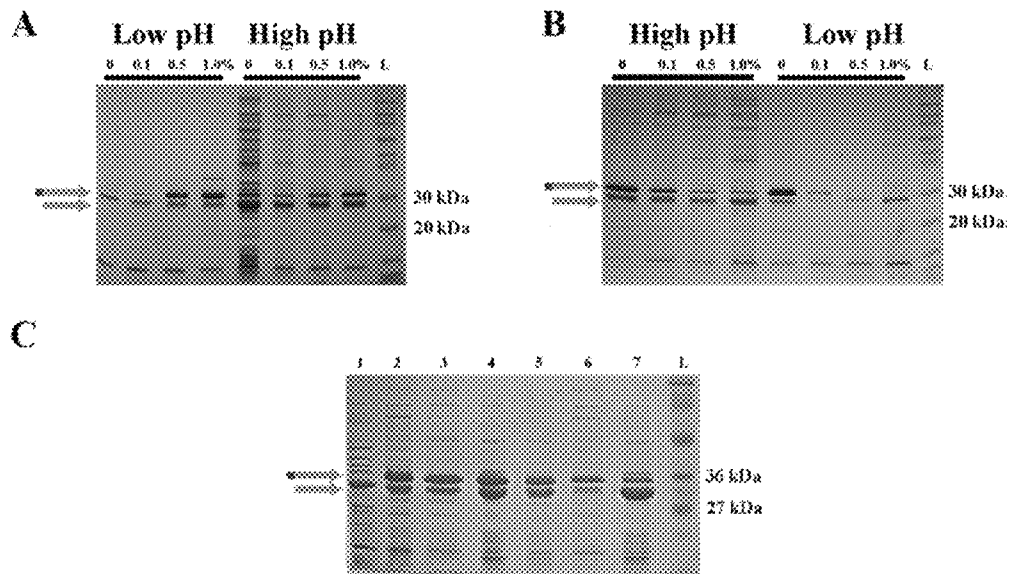 A
Low pH High pH
0 0.1 0.5 1.0% 0 0.1 0.5 1.0% L
30 kDa
20 kDa
B
High pH Low pH
0 0.1 0.5 1.0% 0 0.1 0.5 1.0% L
30 kDa
20 kDa
C
1 2 3 4 5 6 7 L
36 kDa
27 kDa